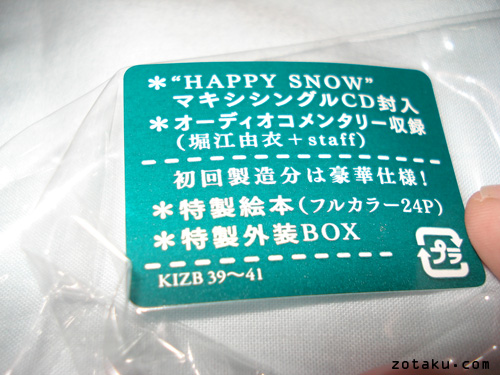 ＊“HAPPY SNOW”
マキシシングルCD封入
＊オーディオコメンタリー収録
(堀江由衣＋staff)
初回製造分は豪華仕様！
＊特製絵本(フルカラー24P)
＊特製外装BOX
KIZB 39〜41
プラ
zotaku.com